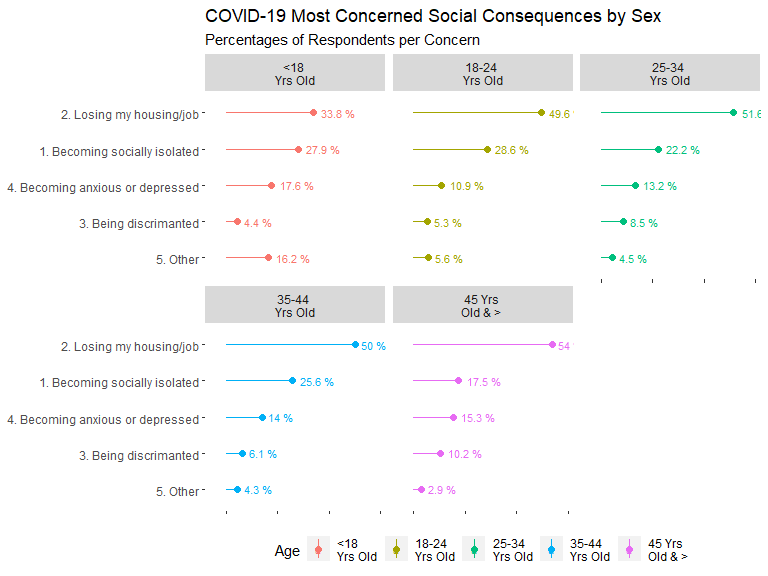 COVID-19 Most Concerned Social Consequences by Sex
Percentages of Respondents per Concern
<18
Yrs Old
18-24
Yrs Old
25-34
Yrs Old
2. Losing my housing/job 33.8 % 49.6 51.6
1. Becoming socially isolated 27.9 % 28.6 % 22.2 %
4. Becoming anxious or depressed 17.6 % 10.9 % 13.2 %
3. Being discrimanted 4.4 % 5.3 % 8.5 %
5. Other 16.2 % 5.6 % 4.5 %
35-44
Yrs Old
45 Yrs
Old & >
2. Losing my housing/job 50 % 54
1. Becoming socially isolated 25.6 % 17.5 %
4. Becoming anxious or depressed 14 % 15.3 %
3. Being discrimanted 6.1 % 10.2 %
5. Other 4.3 % 2.9 %
Age
<18
Yrs Old
18-24
Yrs Old
25-34
Yrs Old
35-44
Yrs Old
45 Yrs
Old & >